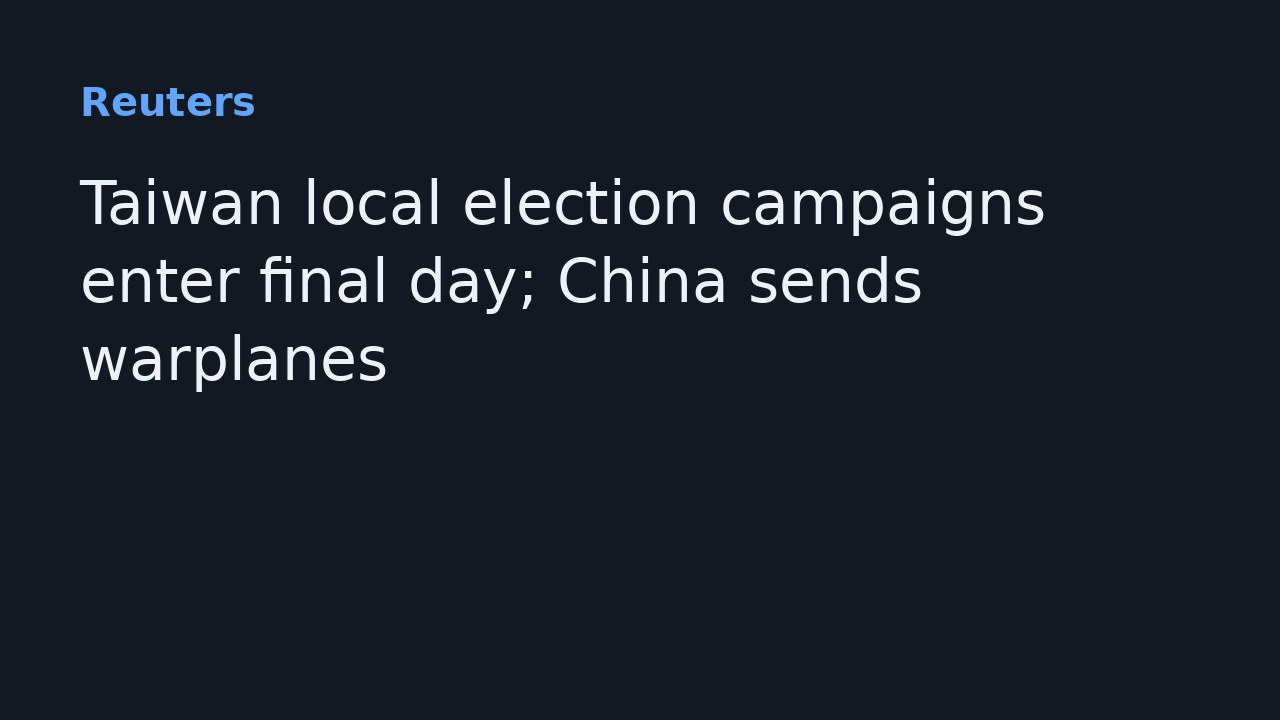 Reuters
Taiwan local election campaigns
enter final day; China sends
warplanes